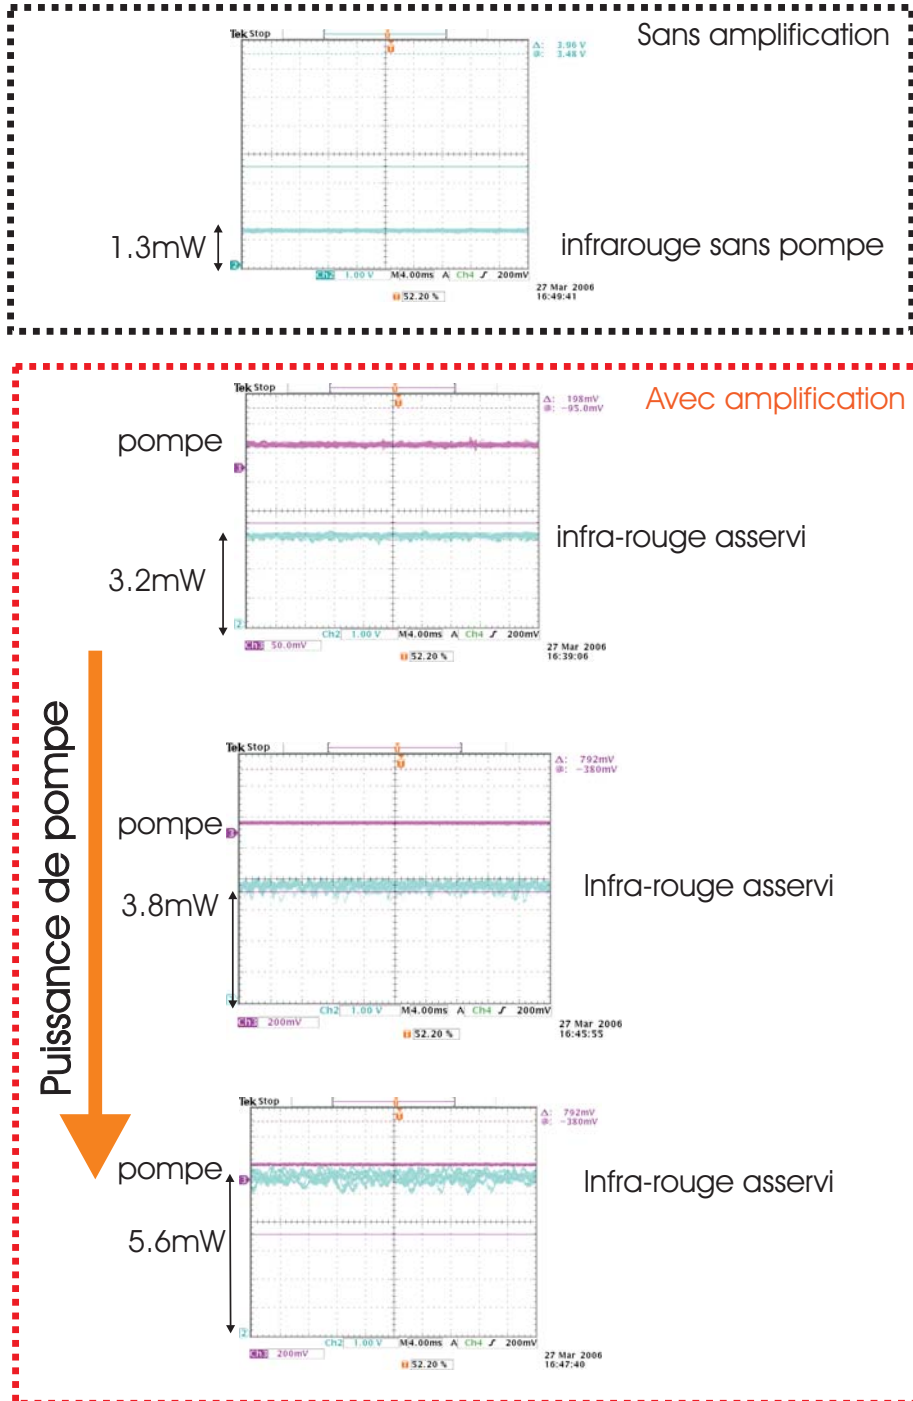 Sans amplification
Tek Stop
Δ: 3.96 V
@: 3.48 V
1.3mW
infrarouge sans pompe
2
Ch2 1.00 V M4.00ms A Ch4 200mV
52.20 %
27 Mar 2006
16:49:41
Avec amplification
Tek Stop
Δ: 198mV
@: -95.0mV
pompe
3
infra-rouge asservi
3.2mW
2
Ch2 1.00 V M4.00ms A Ch4 200mV
Ch3 50.0mV
52.20 %
27 Mar 2006
16:39:06
Puissance de pompe
Tek Stop
Δ: 792mV
@: -380mV
pompe
3
Infra-rouge asservi
3.8mW
Ch2 1.00 V M4.00ms A Ch4 200mV
Ch3 200mV
52.20 %
27 Mar 2006
16:45:55
Tek Stop
Δ: 792mV
@: -380mV
pompe
3
Infra-rouge asservi
5.6mW
2
Ch2 1.00 V M4.00ms A Ch4 200mV
Ch3 200mV
52.20 %
27 Mar 2006
16:47:40